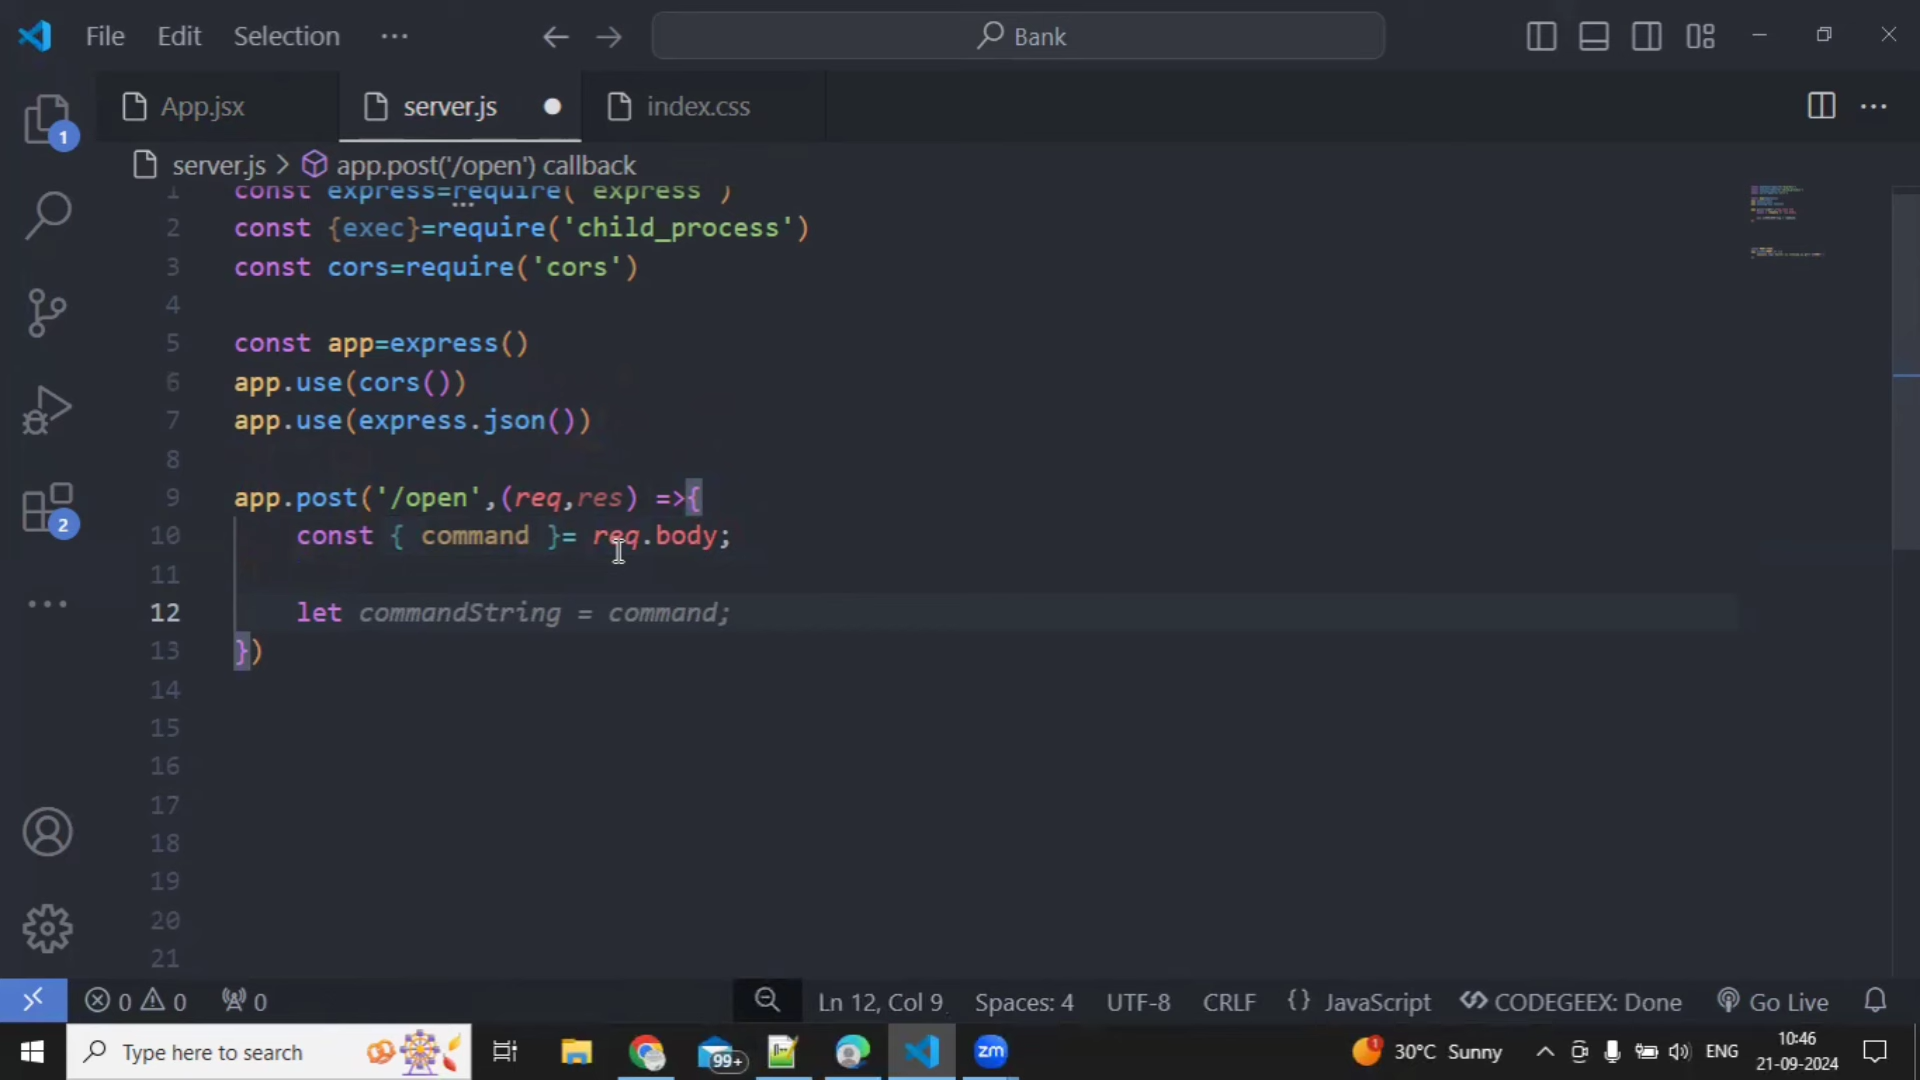 File Edit Selection ··· Bank
App.jsx server.js index.css
1 2
server.js > app.post('/open') callback
1 const express=require('express')
2 const {exec}=require('child_process')
3 const cors=require('cors')
4
5 const app=express()
6 app.use(cors())
7 app.use(express.json())
8
9 app.post('/open',(req,res) =>{
10 const { command }= req.body;
11
12 let commandString = command;
13 })
14
15
16
17
18
19
20
21
0 0 0 Ln 12, Col 9 Spaces: 4 UTF-8 CRLF {} JavaScript CODEGEEX: Done Go Live
Type here to search 99+ zm 1 30°C Sunny ENG 10:46
21-09-2024